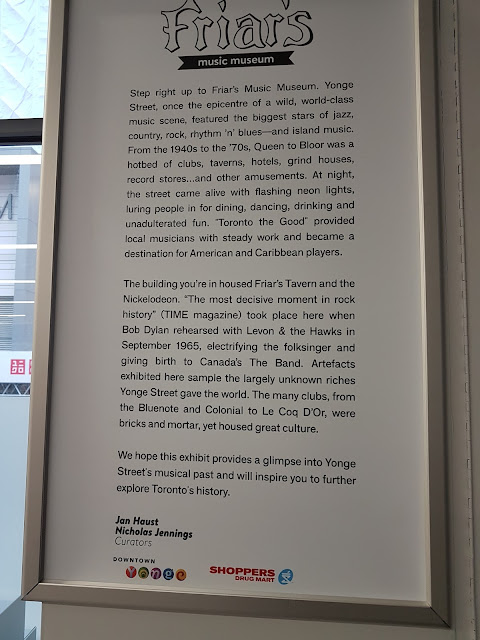 Friar's
music museum
Step right up to Friar's Music Museum. Yonge
Street, once the epicentre of a wild, world-class
music scene, featured the biggest stars of jazz,
country, rock, rhythm 'n' blues—and island music.
From the 1940s to the '70s, Queen to Bloor was a
hotbed of clubs, taverns, hotels, grind houses,
record stores...and other amusements. At night,
the street came alive with flashing neon lights,
luring people in for dining, dancing, drinking and
unadulterated fun. "Toronto the Good" provided
local musicians with steady work and became a
destination for American and Caribbean players.
The building you're in housed Friar's Tavern and the
Nickelodeon. "The most decisive moment in rock
history" (TIME magazine) took place here when
Bob Dylan rehearsed with Levon & the Hawks in
September 1965, electrifying the folksinger and
giving birth to Canada's The Band. Artefacts
exhibited here sample the largely unknown riches
Yonge Street gave the world. The many clubs, from
the Bluenote and Colonial to Le Coq D'Or, were
bricks and mortar, yet housed great culture.
We hope this exhibit provides a glimpse into Yonge
Street's musical past and will inspire you to further
explore Toronto's history.
Jan Haust
Nicholas Jennings
Curators
DOWNTOWN
YONGE
SHOPPERS
DRUG MART